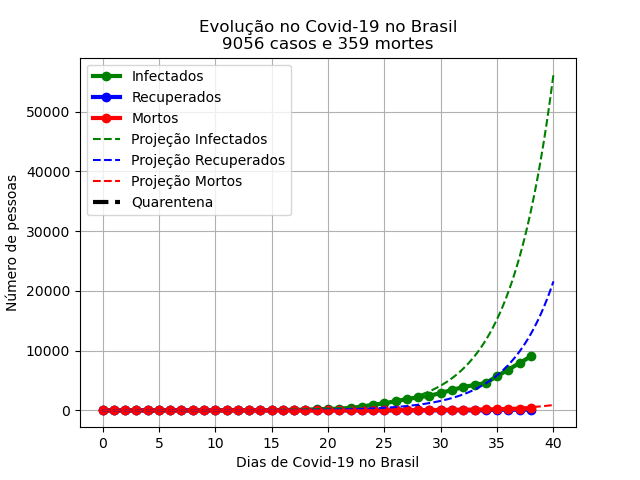 Evolução no Covid-19 no Brasil
9056 casos e 359 mortes
Infectados
Recuperados
Mortos
Projeção Infectados
Projeção Recuperados
Projeção Mortos
Quarentena
Número de pessoas
50000
40000
30000
20000
10000
0
0 5 10 15 20 25 30 35 40
Dias de Covid-19 no Brasil